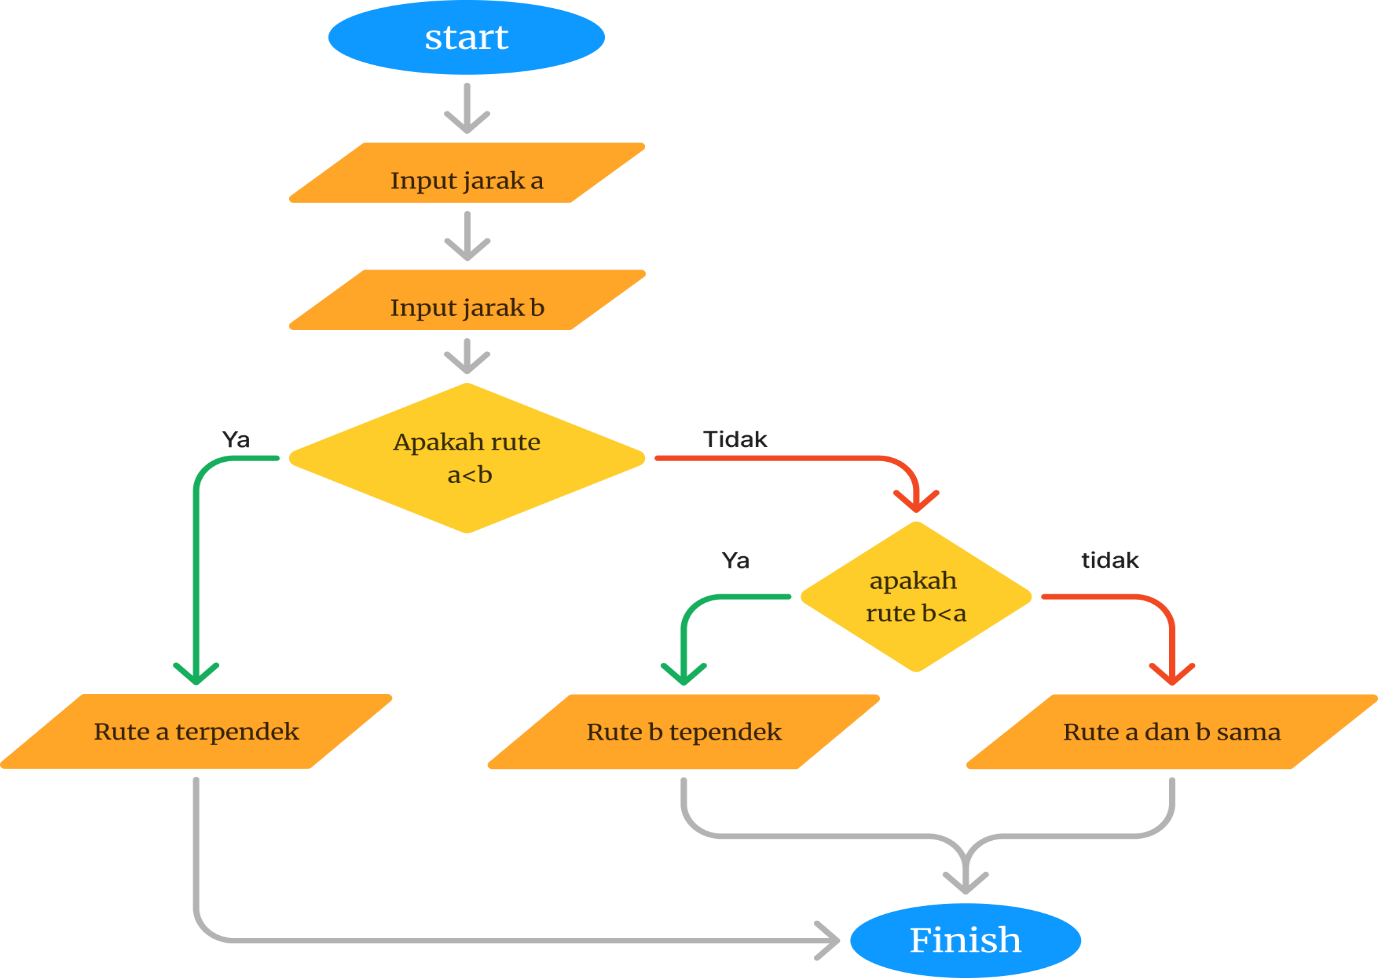 start
Input jarak a
Input jarak b
Apakah rute
a<b
Ya
Tidak
apakah
rute b<a
Ya
tidak
Rute a terpendek
Rute b tependek
Rute a dan b sama
Finish